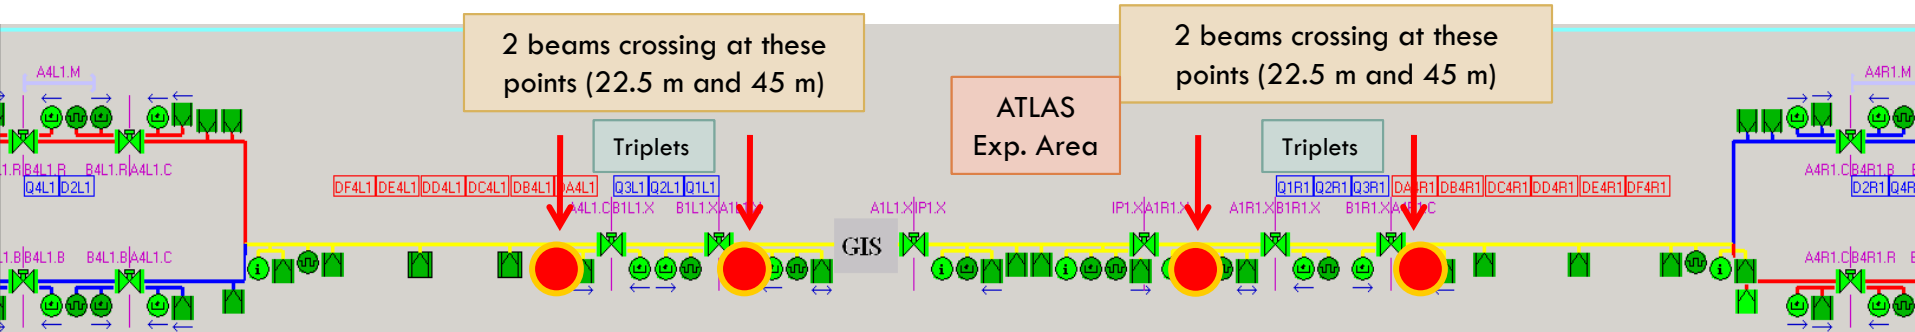 2 beams crossing at these
points (22.5 m and 45 m)
2 beams crossing at these
points (22.5 m and 45 m)
ATLAS
Exp. Area
Triplets
Triplets
A4L1.M
A4R1.M
B4L1.R
B4L1.R
A4L1.C
A4R1.C
B4R1.B
Q4L1 D2L1
DF4L1 DE4L1 DD4L1 DC4L1 DB4L1 DA4L1
Q3L1 Q2L1 Q1L1
Q1R1 Q2R1 Q3R1
DB4R1 DC4R1 DD4R1 DE4R1 DF4R1
D2R1
A4L1.C B1L1.X
B1L1.X
A1L1.X IP1.X
IP1.X A1R1.X
A1R1.X B1R1.X
B1R1.X
GIS
B4L1.B
B4L1.B A4L1.C
A4R1.C B4R1.R